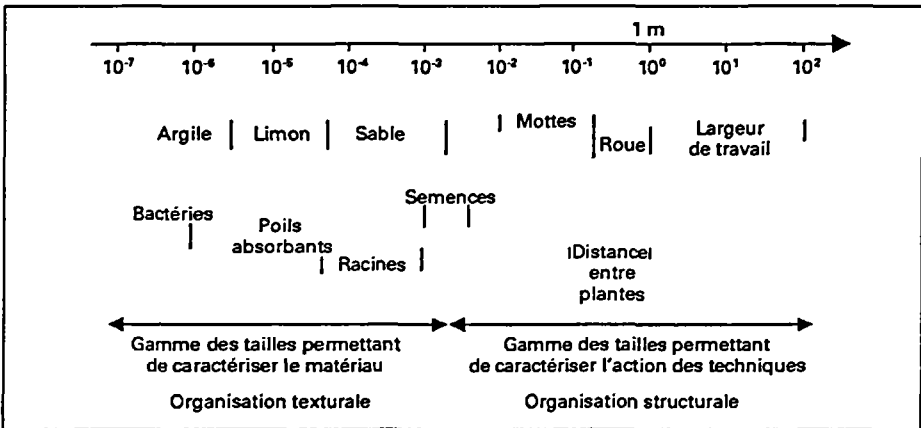 1 m
10⁻⁷ 10⁻⁶ 10⁻⁵ 10⁻⁴ 10⁻³ 10⁻² 10⁻¹ 10⁰ 10¹ 10²
Argile Limon Sable Mottes Roue Largeur
de travail
Semences
Bactéries
Poils
absorbants
Racines
Distance
entre
plantes
Gamme des tailles permettant
de caractériser le matériau
Gamme des tailles permettant
de caractériser l'action des techniques
Organisation texturale
Organisation structurale